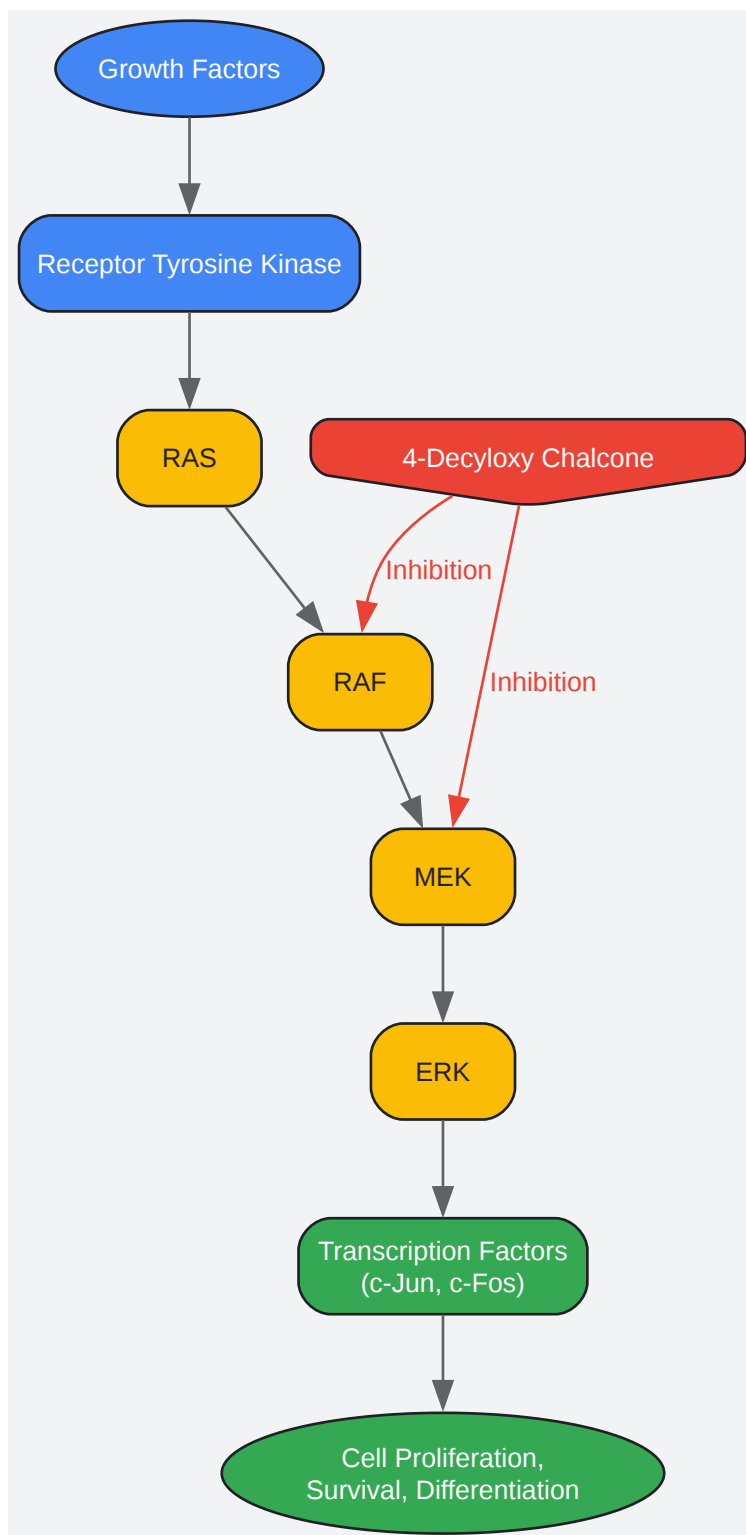 Growth Factors
Receptor Tyrosine Kinase
RAS
4-Decyloxy Chalcone
Inhibition
RAF
Inhibition
MEK
ERK
Transcription Factors
(c-Jun, c-Fos)
Cell Proliferation,
Survival, Differentiation